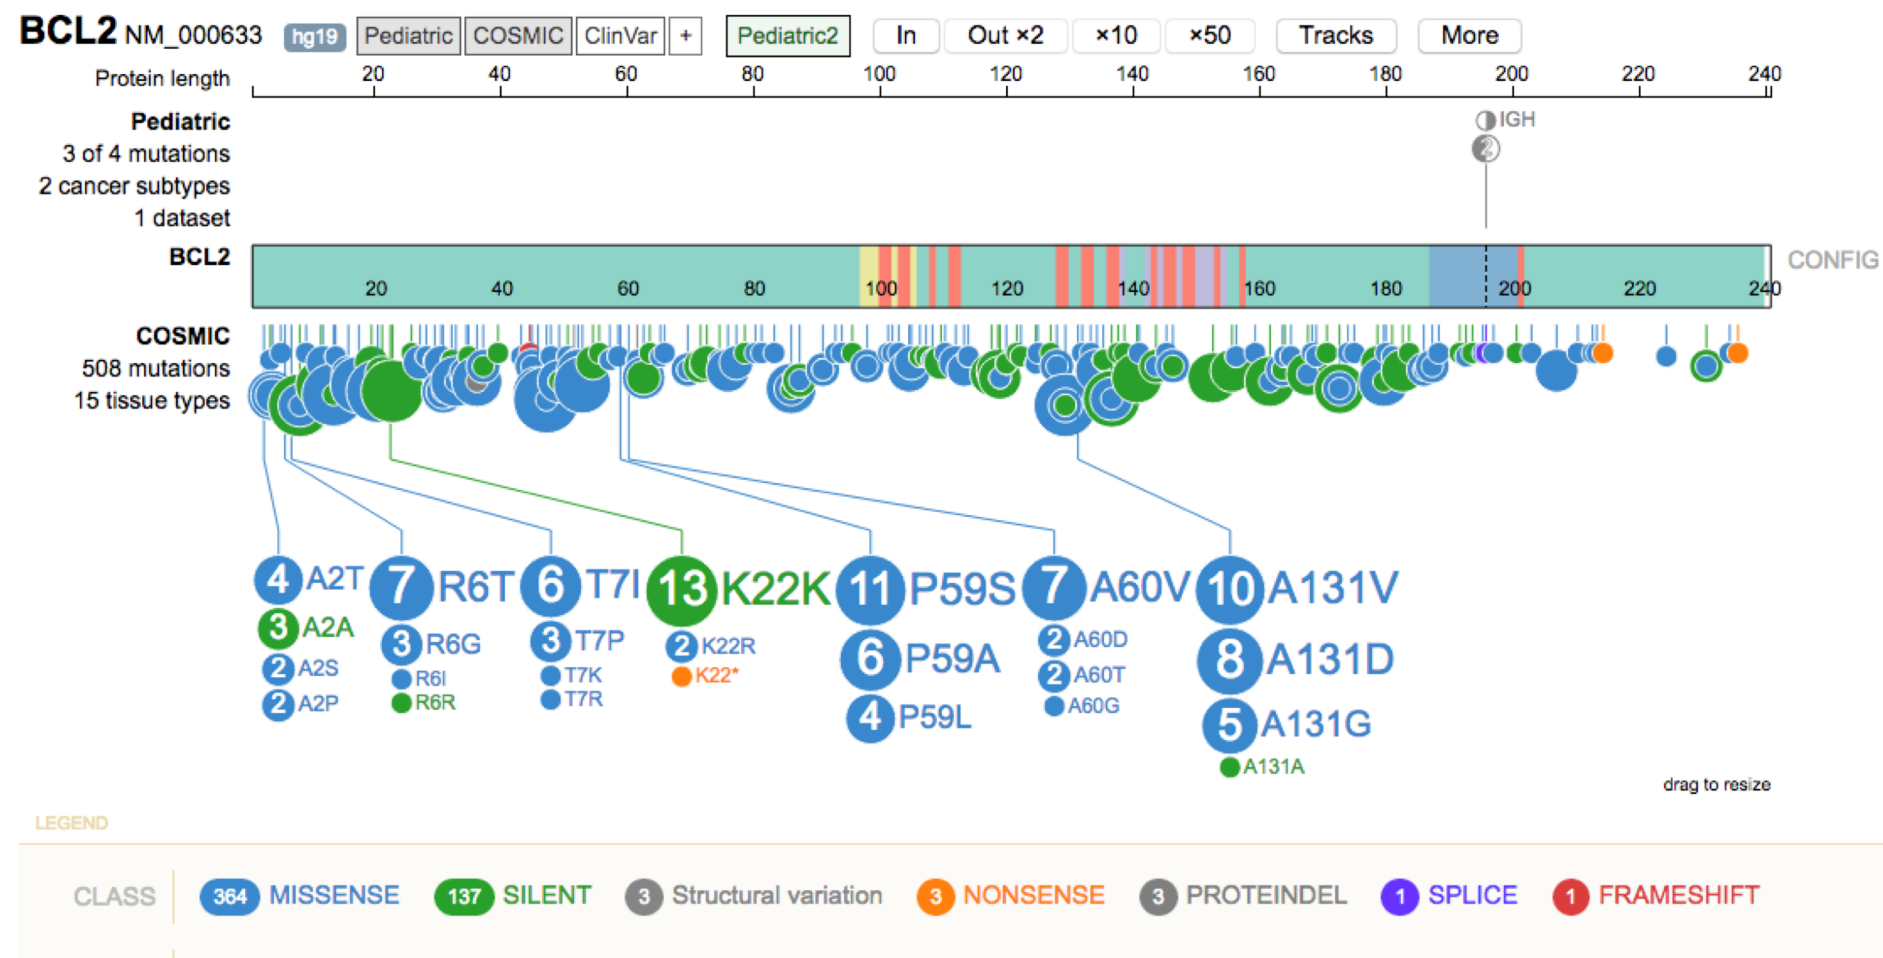 BCL2 NM_000633 hg19 Pediatric COSMIC ClinVar + Pediatric2 In Out ×2 ×10 ×50 Tracks More
Protein length 20 40 60 80 100 120 140 160 180 200 220 240
Pediatric
IGH
3 of 4 mutations
2
2 cancer subtypes
1 dataset
BCL2
CONFIG
20 40 60 80 100 120 140 160 180 200 220 240
COSMIC
508 mutations
15 tissue types
4 A2T 7 R6T 6 T7I 13 K22K 11 P59S 7 A60V 10 A131V
3 A2A 3 R6G 3 T7P 2 K22R 6 P59A 2 A60D 8 A131D
2 A2S R6I T7K K22* 4 P59L 2 A60T 5 A131G
2 A2P R6R T7R A60G A131A
drag to resize
LEGEND
CLASS 364 MISSENSE 137 SILENT 3 Structural variation 3 NONSENSE 3 PROTEINDEL 1 SPLICE 1 FRAMESHIFT